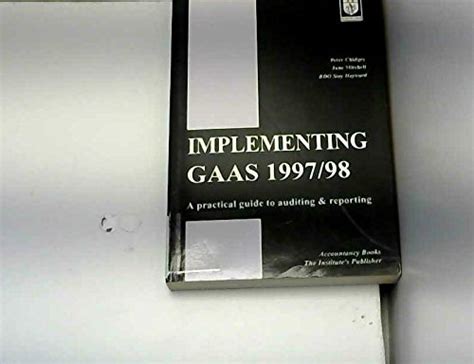 Peter Chidgey
Jane Mitchell
BDO Stoy Hayward
IMPLEMENTING
GAAS 1997/98
A practical guide to auditing & reporting
Accountancy Books
The Institute's Publisher